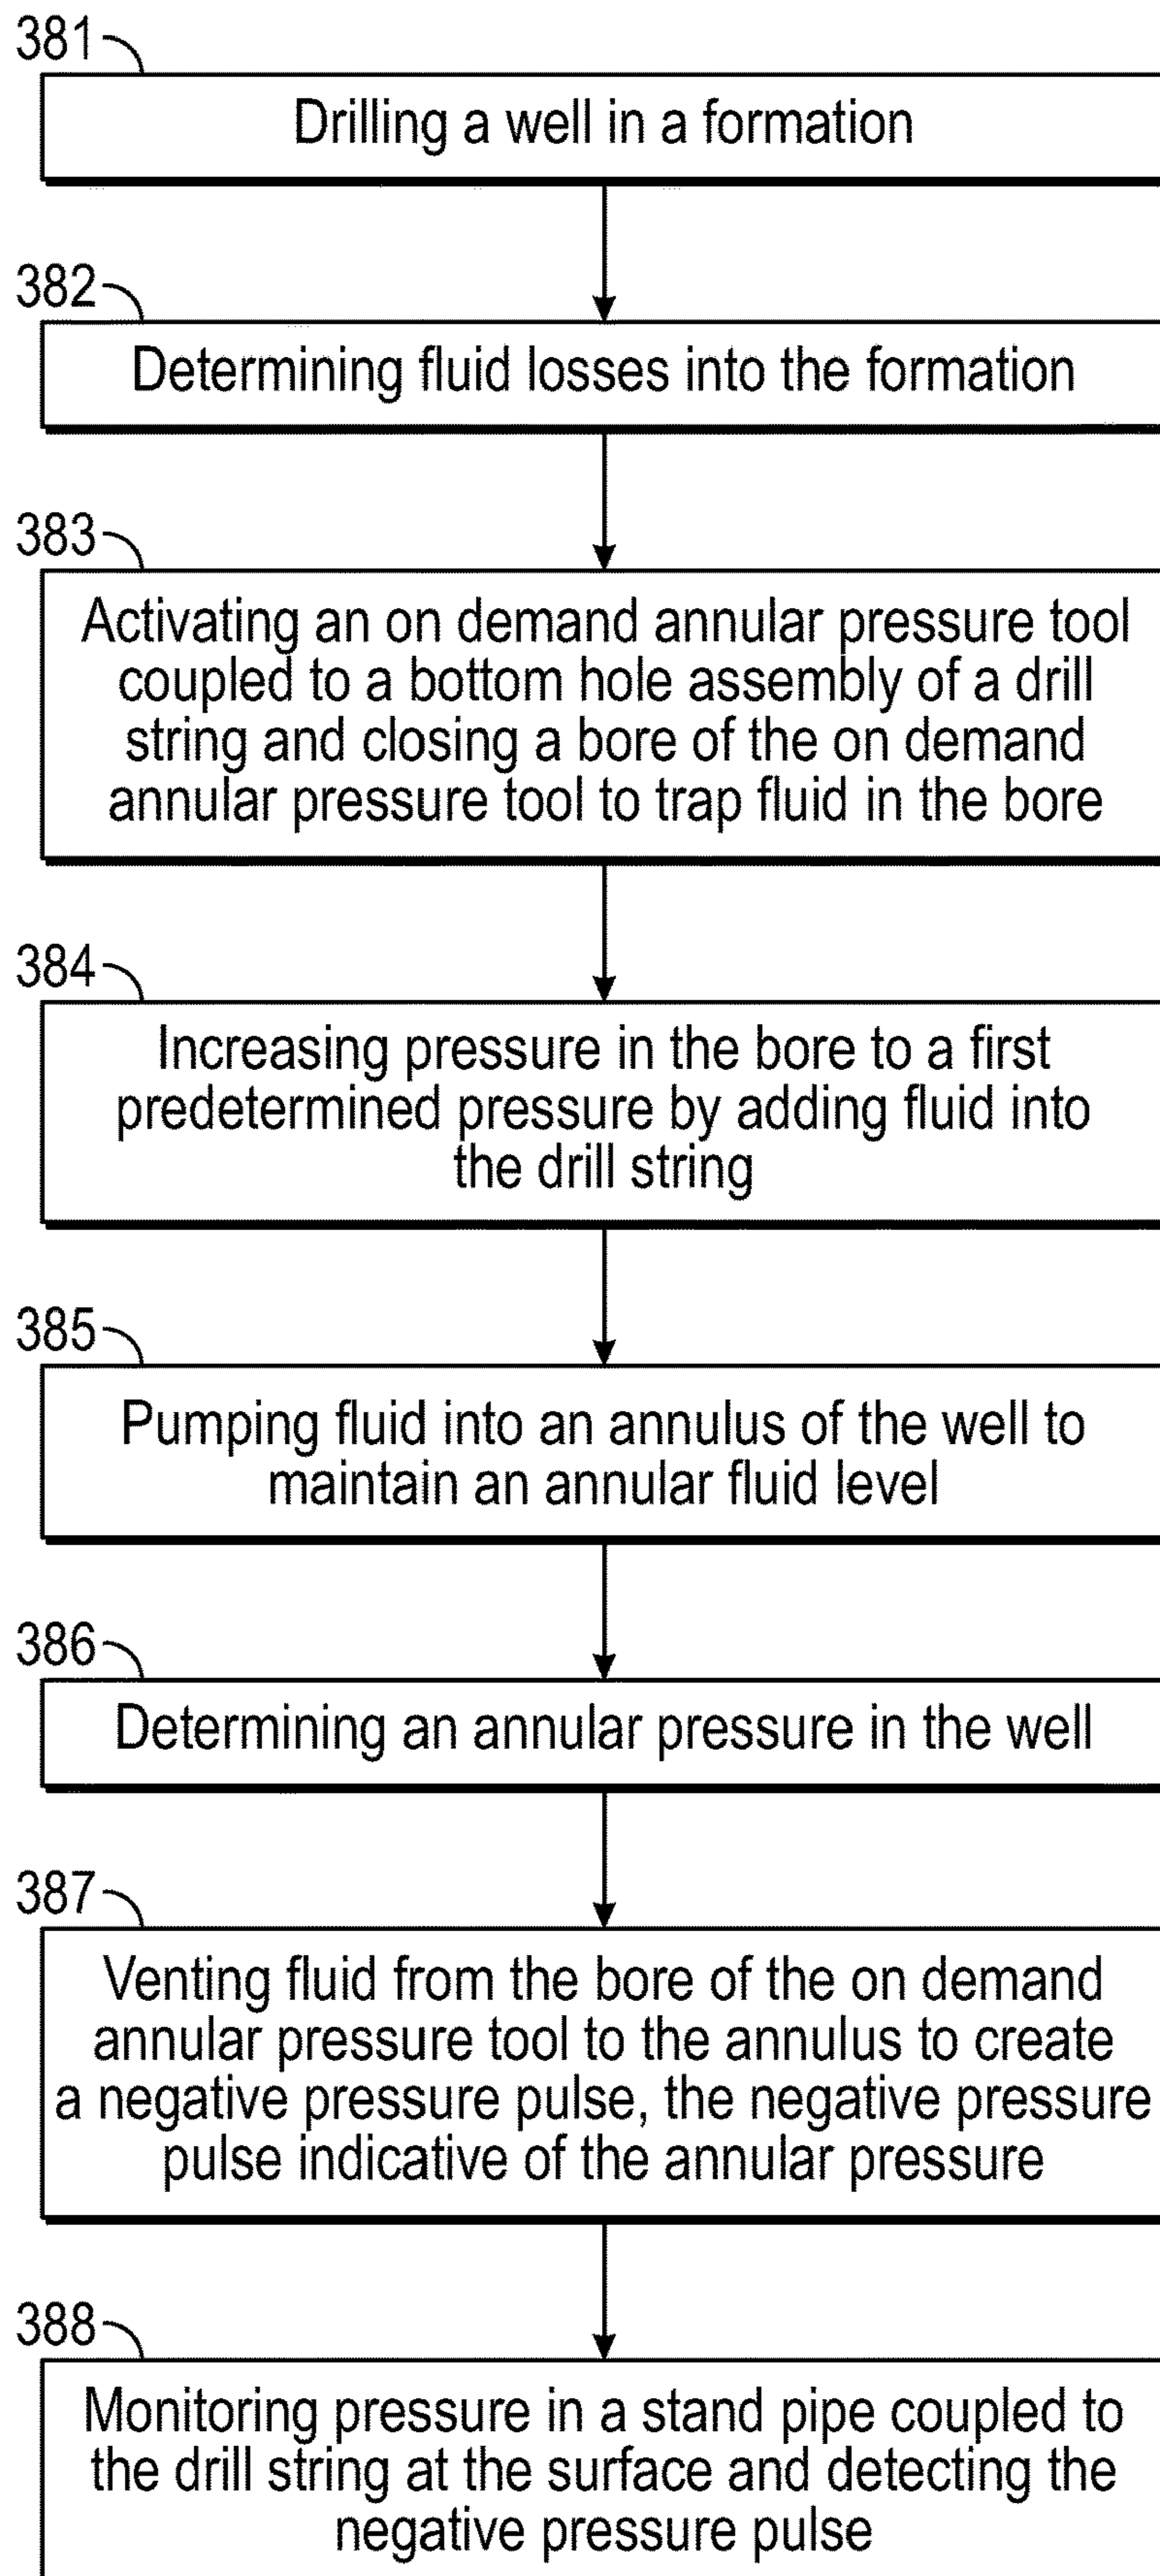 381
Drilling a well in a formation
382
Determining fluid losses into the formation
383
Activating an on demand annular pressure tool
coupled to a bottom hole assembly of a drill
string and closing a bore of the on demand
annular pressure tool to trap fluid in the bore
384
Increasing pressure in the bore to a first
predetermined pressure by adding fluid into
the drill string
385
Pumping fluid into an annulus of the well to
maintain an annular fluid level
386
Determining an annular pressure in the well
387
Venting fluid from the bore of the on demand
annular pressure tool to the annulus to create
a negative pressure pulse, the negative pressure
pulse indicative of the annular pressure
388
Monitoring pressure in a stand pipe coupled to
the drill string at the surface and detecting the
negative pressure pulse